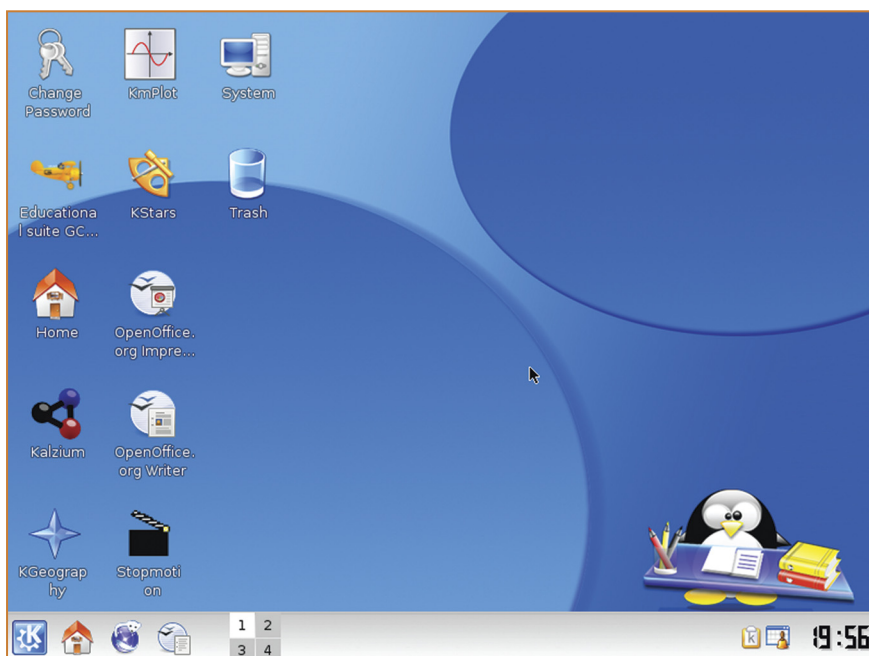 Change
Password
KmPlot
System
Educationa
l suite GC...
KStars
Trash
Home
OpenOffice.
org Impre...
Kalzium
OpenOffice.
org Writer
KGeograp
hy
Stopmoti
on
1 2
3 4
19:56